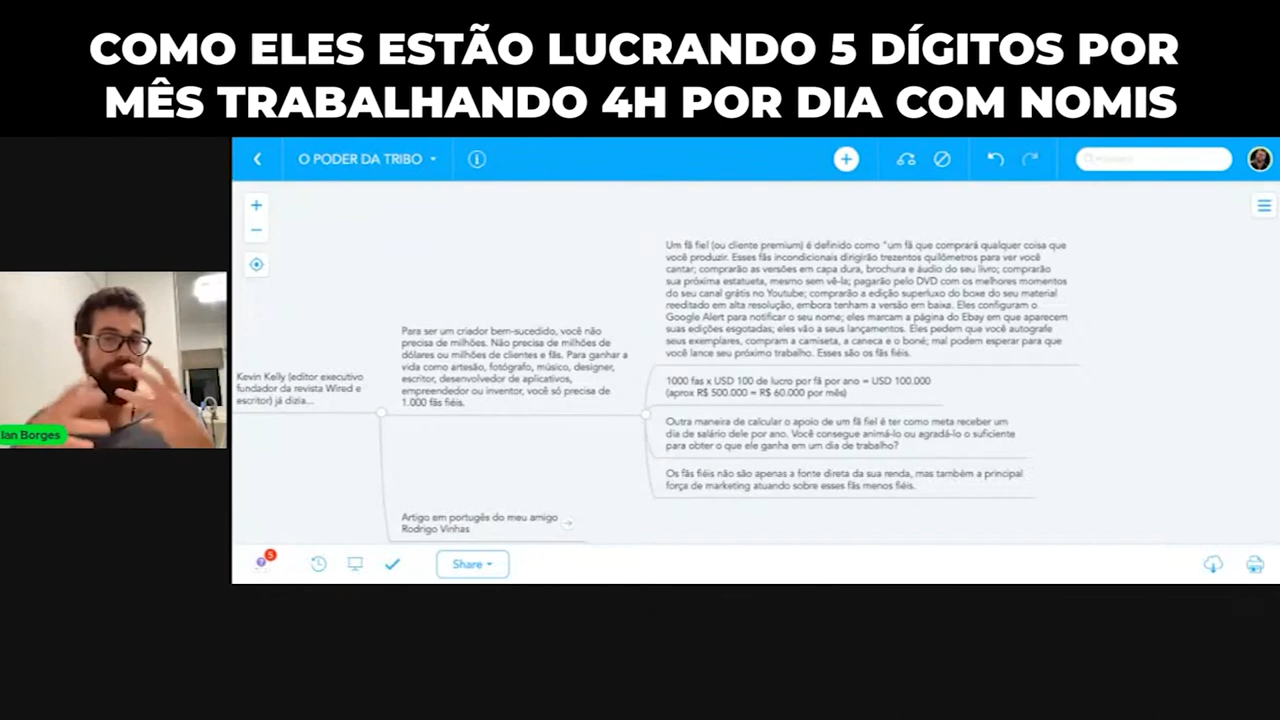 COMO ELES ESTÃO LUCRANDO 5 DÍGITOS POR
MÊS TRABALHANDO 4H POR DIA COM NOMIS
O PODER DA TRIBO
Um fã fiel (ou cliente premium) é definido como "um fã que comprará qualquer coisa que
você produzir. Esses fãs incondicionais dirigirão trezentos quilômetros para ver você
cantar; comprarão as versões em capa dura, brochura e áudio do seu livro; comprarão
sua próxima estatueta, mesmo sem vê-la; pagarão pelo DVD com os melhores momentos
do seu canal grátis no Youtube; comprarão a edição superluxo do boxe do seu material
reeditado em alta resolução, embora tenham a versão em baixa. Eles configuram o
Google Alert para notificar o seu nome; eles marcam a página do Ebay em que aparecem
suas edições esgotadas; eles vão a seus lançamentos. Eles pedem que você autografe
seus exemplares, compram a camiseta, a caneca e o boné; mal podem esperar para que
você lance seu próximo trabalho. Esses são os fãs fiéis.
Para ser um criador bem-sucedido, você não
precisa de milhões. Não precisa de milhões de
dólares ou milhões de clientes e fãs. Para ganhar a
vida como artesão, fotógrafo, músico, designer,
escritor, desenvolvedor de aplicativos,
empreendedor ou inventor, você só precisa de
1.000 fãs fiéis.
Kevin Kelly (editor executivo
fundador da revista Wired e
escritor) já dizia...
1000 fas x USD 100 de lucro por fã por ano = USD 100.000
(aprox R$ 500.000 = R$ 60.000 por mês)
Outra maneira de calcular o apoio de um fã fiel é ter como meta receber um
dia de salário dele por ano. Você consegue animá-lo ou agradá-lo o suficiente
para obter o que ele ganha em um dia de trabalho?
Os fãs fiéis não são apenas a fonte direta da sua renda, mas também a principal
força de marketing atuando sobre esses fãs menos fiéis.
Artigo em portugês do meu amigo
Rodrigo Vinhas
lan Borges
5
Share